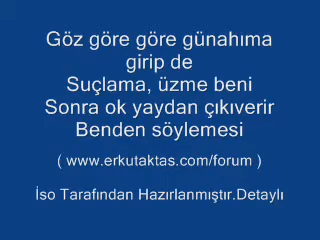 Göz göre göre günahıma
girip de
Suçlama, üzme beni
Sonra ok yaydan çıkıverir
Benden söylemesi
( www.erkutaktas.com/forum )
İso Tarafından Hazırlanmıştır.Detaylı